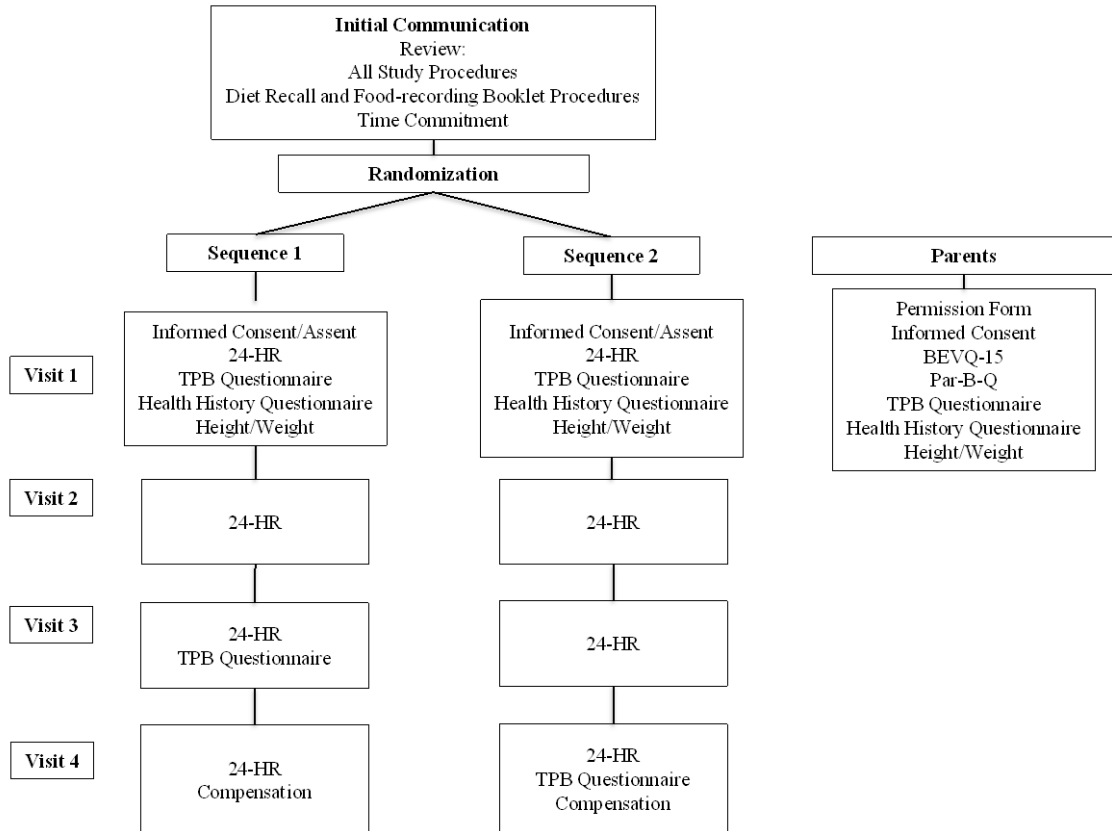 Initial Communication
Review:
All Study Procedures
Diet Recall and Food-recording Booklet Procedures
Time Commitment
Randomization
Sequence 1
Sequence 2
Parents
Visit 1
Informed Consent/Assent
24-HR
TPB Questionnaire
Health History Questionnaire
Height/Weight
Informed Consent/Assent
24-HR
TPB Questionnaire
Health History Questionnaire
Height/Weight
Permission Form
Informed Consent
BEVQ-15
Par-B-Q
TPB Questionnaire
Health History Questionnaire
Height/Weight
Visit 2
24-HR
24-HR
Visit 3
24-HR
TPB Questionnaire
24-HR
Visit 4
24-HR
Compensation
24-HR
TPB Questionnaire
Compensation